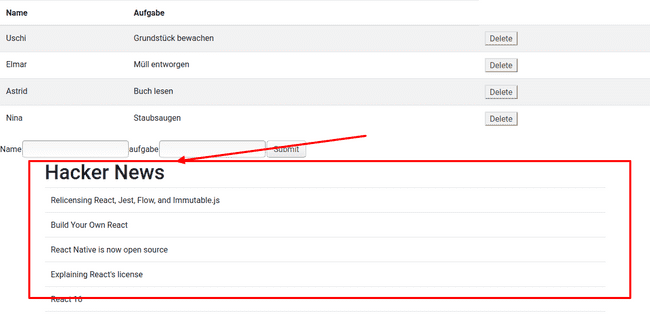 Name Aufgabe
Uschi Grundstück bewachen Delete
Elmar Müll entworgen Delete
Astrid Buch lesen Delete
Nina Staubsaugen Delete
Name aufgabe Submit
Hacker News
Relicensing React, Jest, Flow, and Immutable.js
Build Your Own React
React Native is now open source
Explaining React's license
React 16